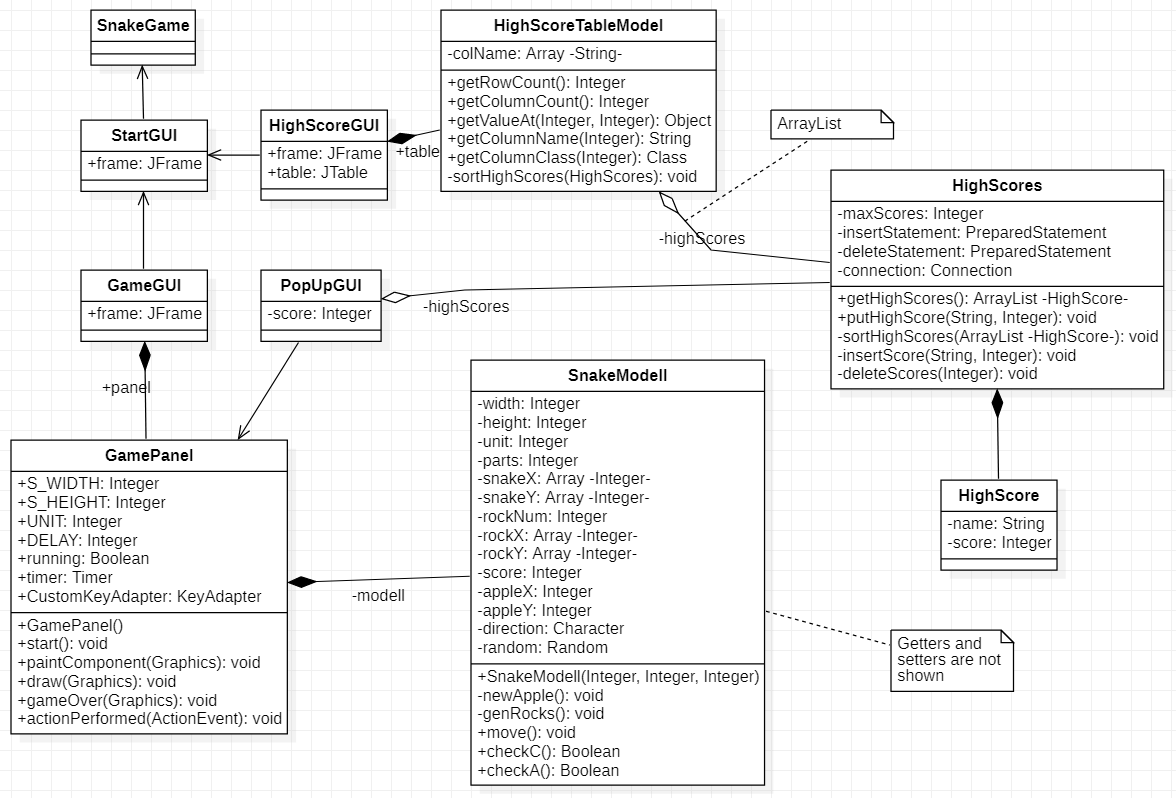 SnakeGame
StartGUI
+frame: JFrame
HighScoreGUI
+frame: JFrame
+table: JTable
+table
HighScoreTableModel
-colName: Array -String-
+getRowCount(): Integer
+getColumnCount(): Integer
+getValueAt(Integer, Integer): Object
+getColumnName(Integer): String
+getColumnClass(Integer): Class
-sortHighScores(HighScores): void
ArrayList
-highScores
HighScores
-maxScores: Integer
-insertStatement: PreparedStatement
-deleteStatement: PreparedStatement
-connection: Connection
+getHighScores(): ArrayList -HighScore-
+putHighScore(String, Integer): void
-sortHighScores(ArrayList -HighScore-): void
-insertScore(String, Integer): void
-deleteScores(Integer): void
GameGUI
+frame: JFrame
PopUpGUI
-score: Integer
-highScores
+panel
GamePanel
+S_WIDTH: Integer
+S_HEIGHT: Integer
+UNIT: Integer
+DELAY: Integer
+running: Boolean
+timer: Timer
+CustomKeyAdapter: KeyAdapter
+GamePanel()
+start(): void
+paintComponent(Graphics): void
+draw(Graphics): void
+gameOver(Graphics): void
+actionPerformed(ActionEvent): void
-modell
SnakeModell
-width: Integer
-height: Integer
-unit: Integer
-parts: Integer
-snakeX: Array -Integer-
-snakeY: Array -Integer-
-rockNum: Integer
-rockX: Array -Integer-
-rockY: Array -Integer-
-score: Integer
-appleX: Integer
-appleY: Integer
-direction: Character
-random: Random
+SnakeModell(Integer, Integer, Integer)
-newApple(): void
-genRocks(): void
+move(): void
+checkC(): Boolean
+checkA(): Boolean
HighScore
-name: String
-score: Integer
Getters and
setters are not
shown